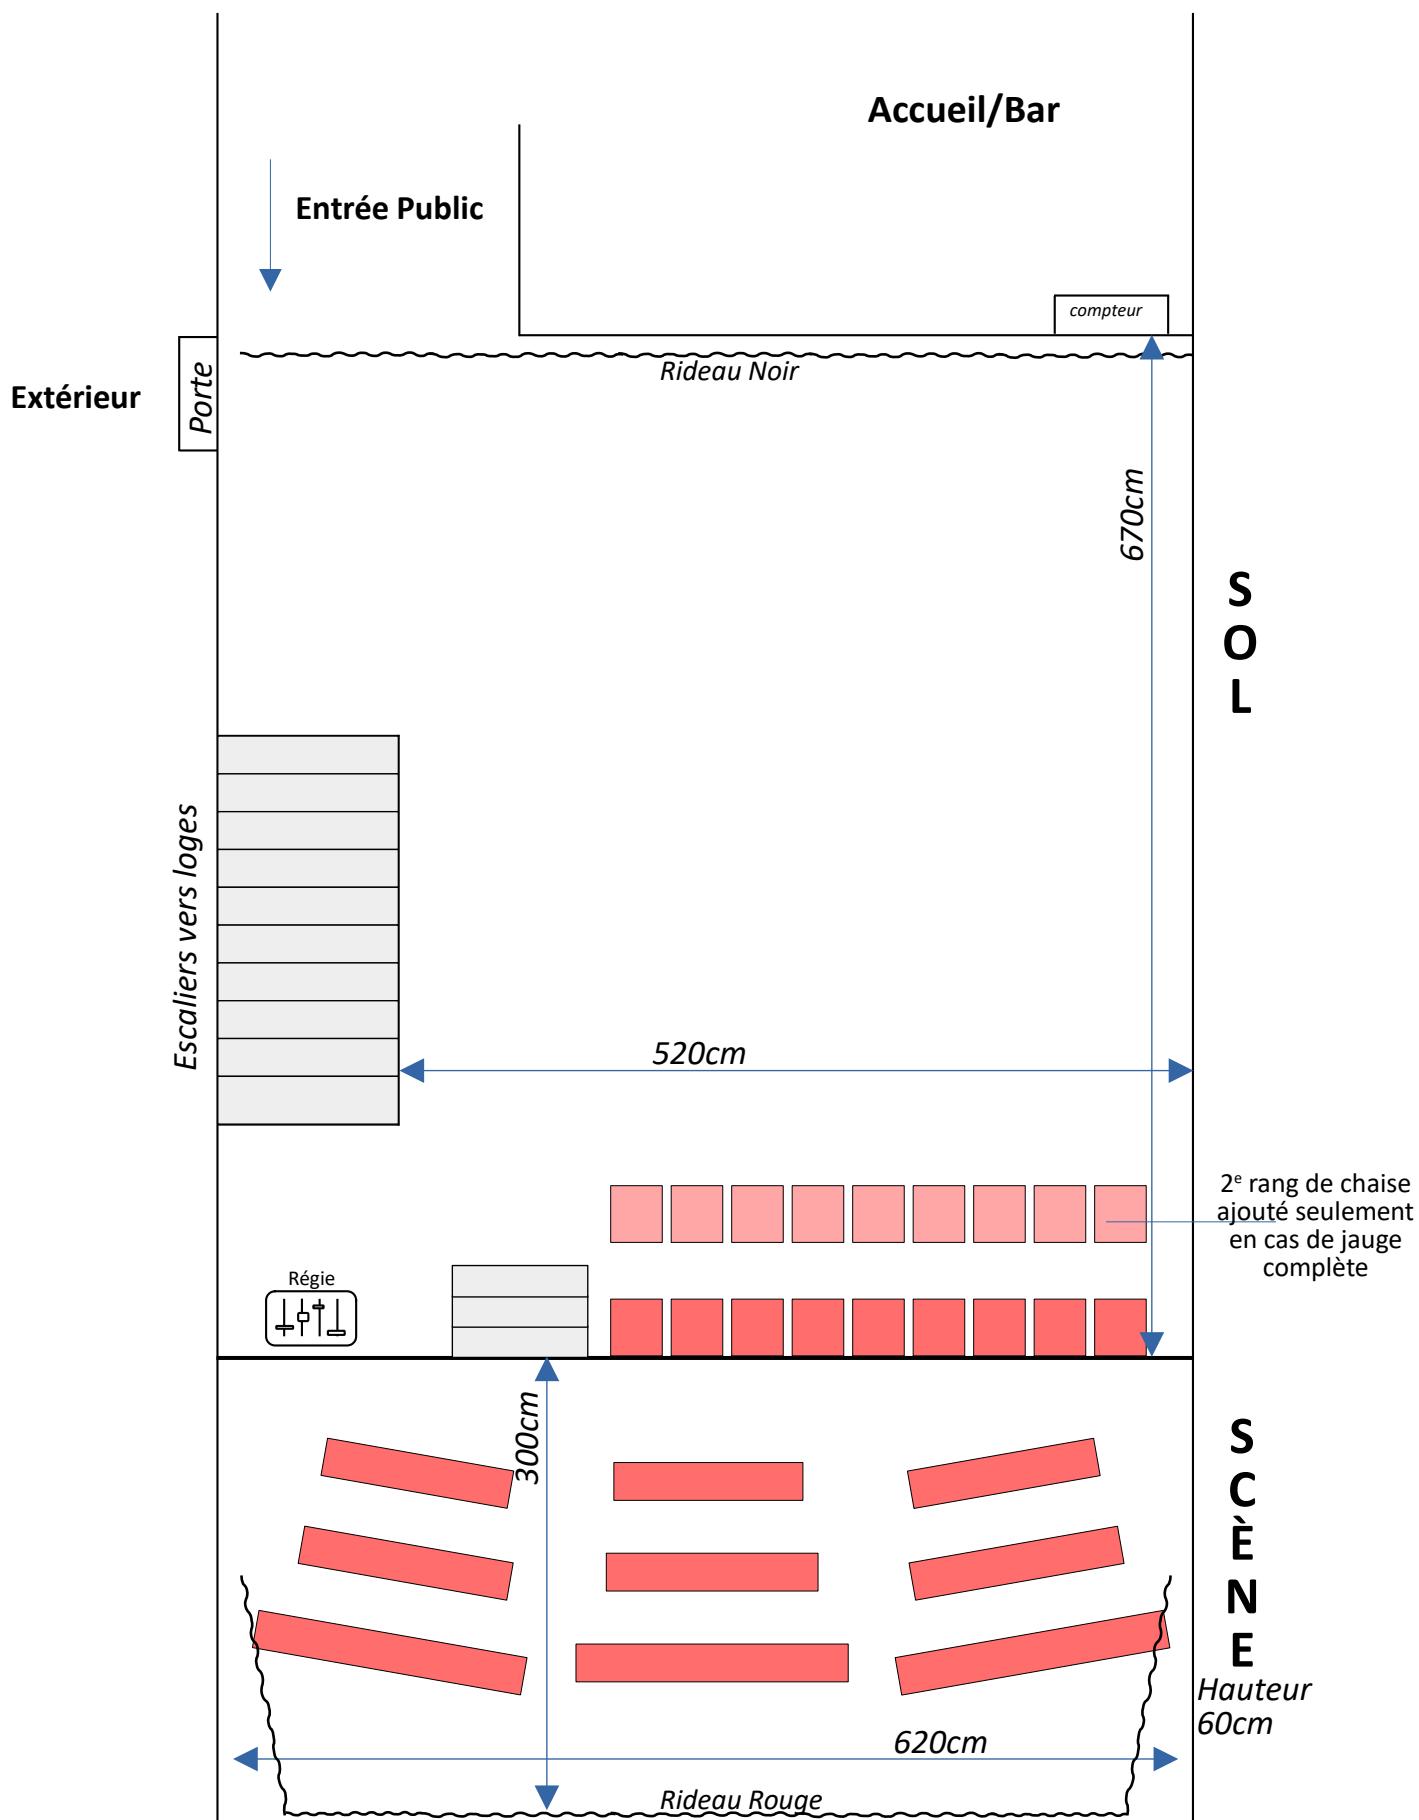 Accueil/Bar
Entrée Public
compteur
Rideau Noir
Extérieur
Porte
670cm
S
O
L
Escaliers vers loges
520cm
2e rang de chaise
ajouté seulement
en cas de jauge
complète
Régie
300cm
S
C
È
N
E
Hauteur
60cm
620cm
Rideau Rouge